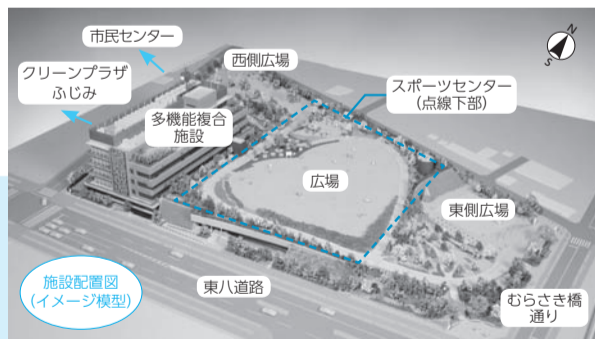 市民センター
N
S
西側広場
クリーンプラザ
ふじみ
スポーツセンター
(点線下部)
多機能複合
施設
広場
東側広場
施設配置図
(イメージ模型)
東八道路
むらさき橋
通り